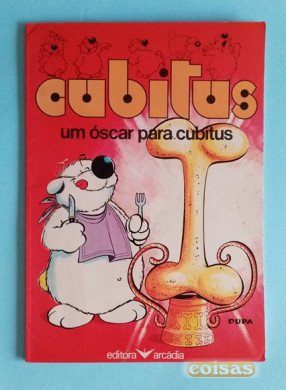 cubitus
um óscar para cubitus
DUPA
editora arcádia
coisas